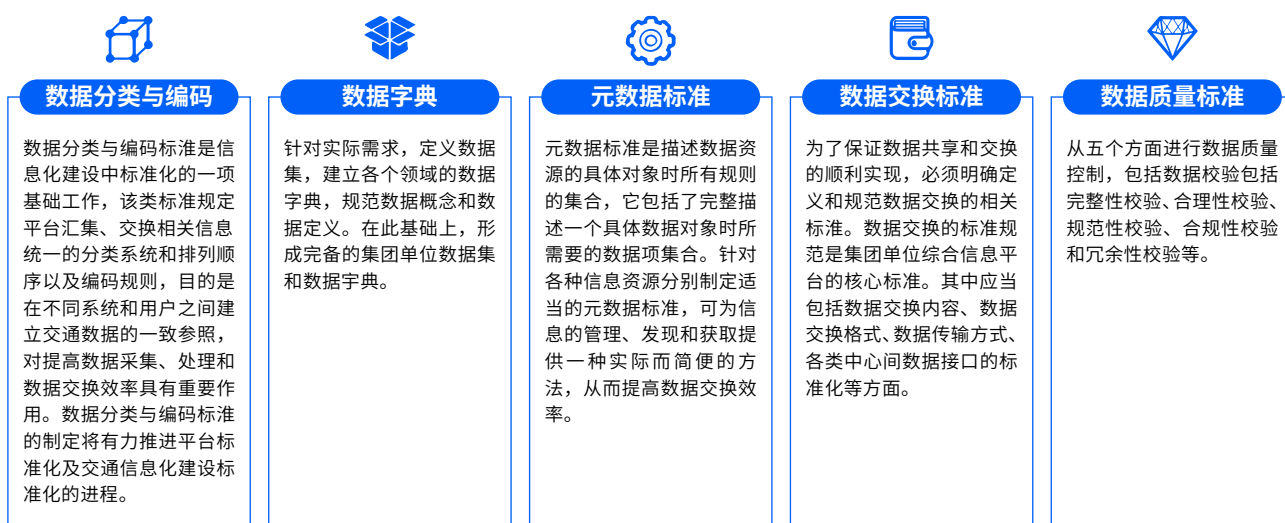 数据分类与编码
数据分类与编码标淮是信
息化建设中标准化的一项
基础工作，该类标准规定
平台汇集、交换相关信息
统一的分类系统和排列顺
序以及编码规则，目的是
在不同系统和用户之间建
立交通数据的一致参照，
对提高数据采集、处理和
数据交换效率具有重要作
用。数据分类与编码标淮
的制定将有力推进平台标
准化及交通信息化建设标
准化的进程。
数据字典
针对实际需求，定义数据
集，建立各个领域的数据
字典，规范数据概念和数
据定义。在此基础上，形
成完备的集团单位数据集
和数据宇典。
元数据标准
元数据标准是描述数据资
源的具体对象时所有规则
的集合，它包括了完整描
述一个具体数据对象时所
需要的数据项集合。针对
各种信息资源分别制定适
当的元数据标准，可为信
息的管理、发现和获取提
供一种实际而简便的方
法，从而提高数据交换效
率。
数据交换标准
为了保证数据共享和交换
的顺利实现，必须明确定
义和规范数据交换的相关
标准。数据交换的标准规
范是集团单位综合信息平
台的核心标准。其中应当
包括数据交换内容、数据
交换格式、数据传输方式、
各类中心间数据接口的标
准化等方面。
数据质量标准
从五个方面进行数据质量
控制，包括数据校验包括
完整性校验、合理性校验、
规范性校验、合规性校验
和冗余性校验等。